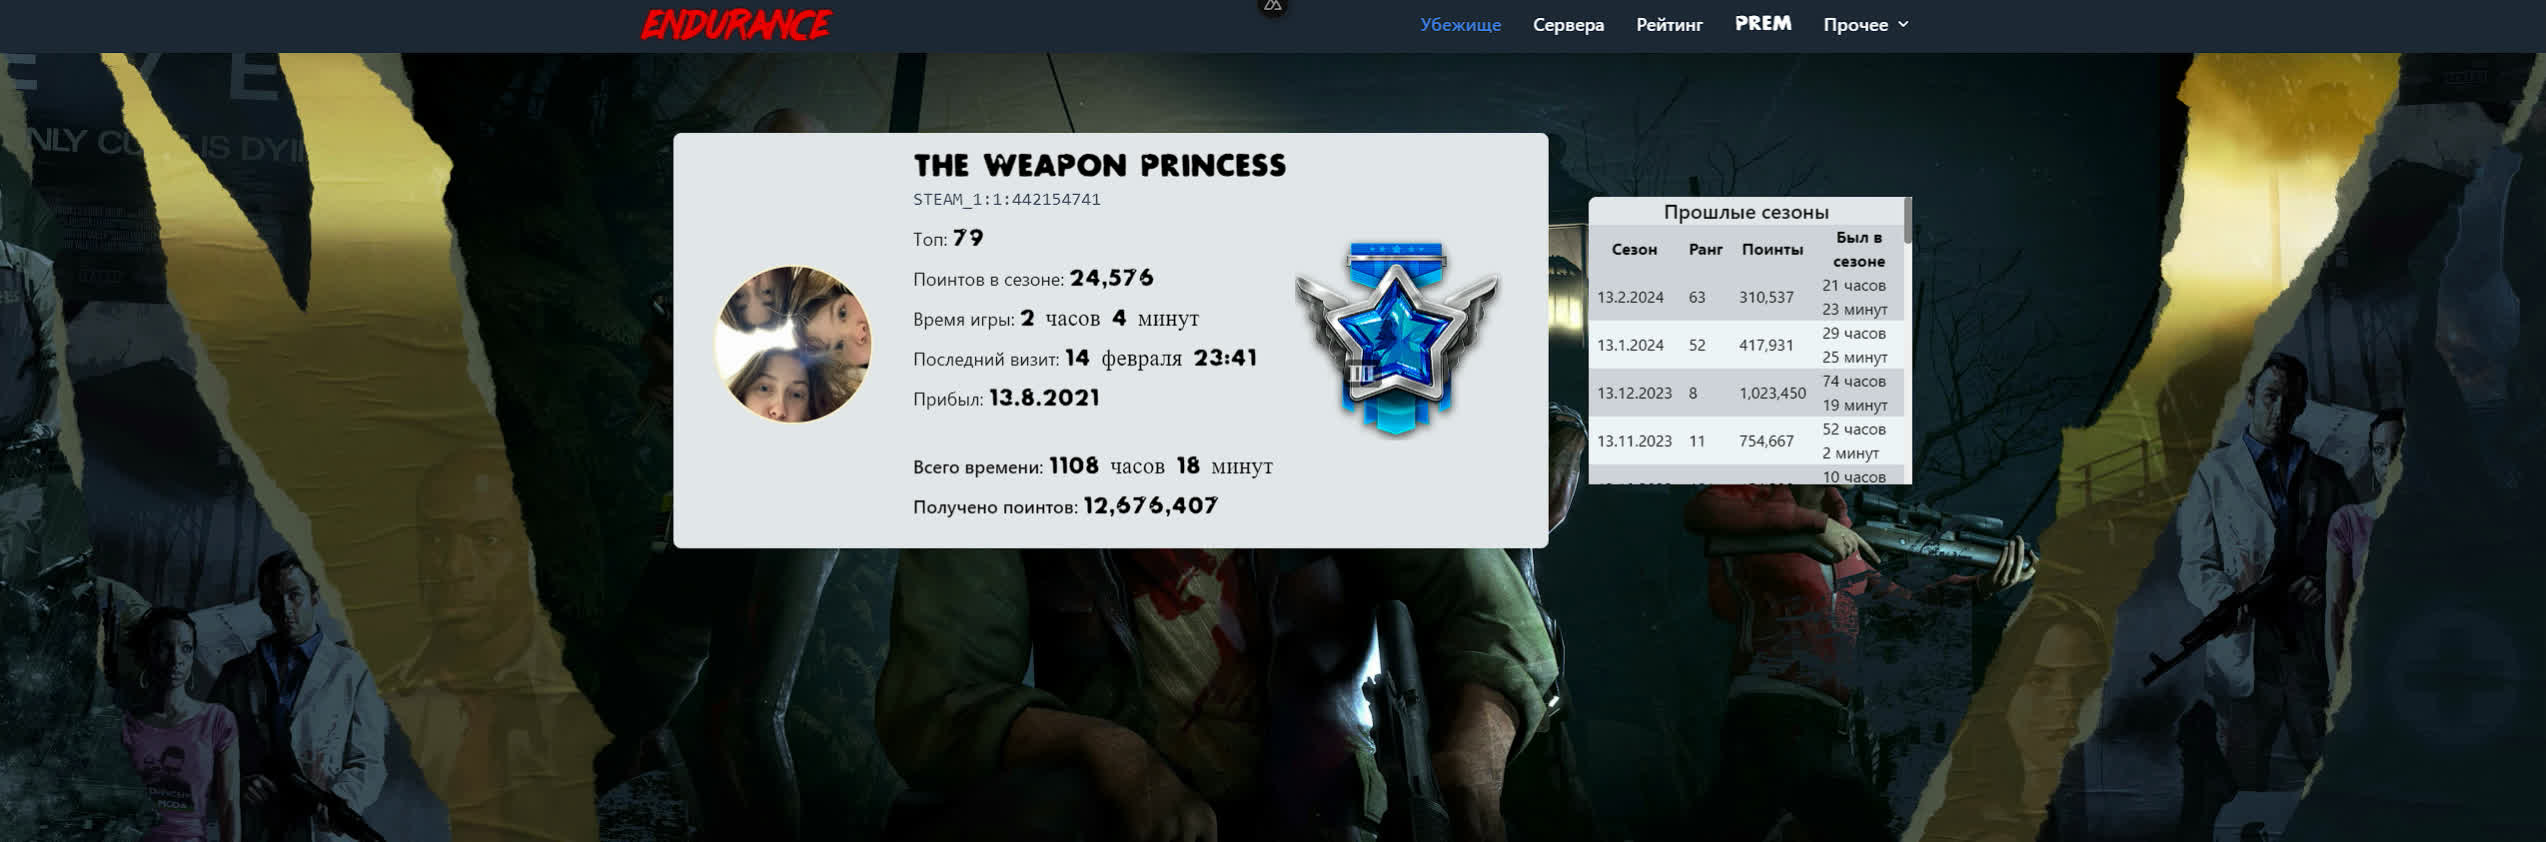 ENDURANCE
Убежище Сервера Рейтинг PREM Прочее
THE WEAPON PRINCESS
STEAM_1:1:442154741
Топ: 79
Поинтов в сезоне: 24,576
Время игры: 2 часов 4 минут
Последний визит: 14 февраля 23:41
Прибыл: 13.8.2021
Всего времени: 1108 часов 18 минут
Получено поинтов: 12,676,407
III
Прошлые сезоны
Сезон Ранг Поинты Был в сезоне
13.2.2024 63 310,537 21 часов 23 минут
13.1.2024 52 417,931 29 часов 25 минут
13.12.2023 8 1,023,450 74 часов 19 минут
13.11.2023 11 754,667 52 часов 2 минут
10 часов
NLY CU IS DYI